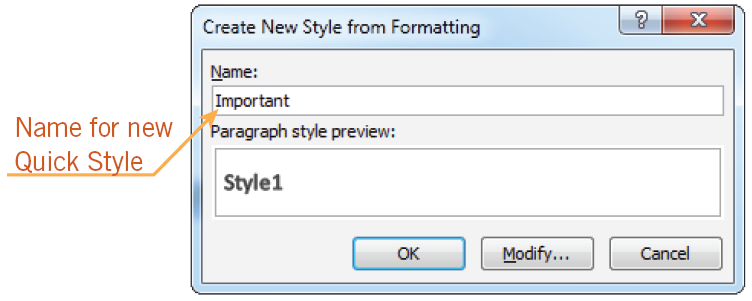 Create New Style from Formatting
Name:
Important
Name for new
Quick Style
Paragraph style preview:
Style1
OK
Modify...
Cancel